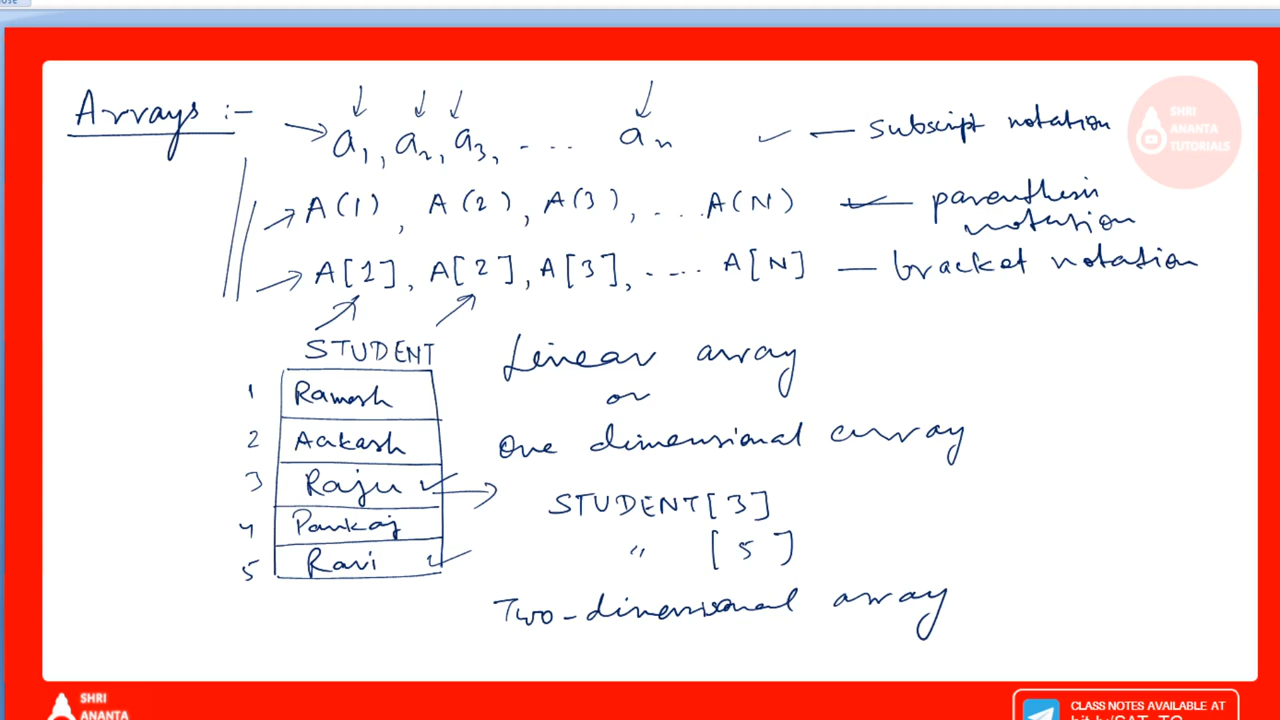 ose
Arrays :-
a₁, a₂, a₃, .... aₙ — subscript notation
A(1), A(2), A(3), ... A(N) — parenthesis notation
A[1], A[2], A[3], .... A[N] — bracket notation
STUDENT
1 Ramesh
2 Aakash
3 Raju
4 Pankaj
5 Ravi
Linear array
or
One dimensional array
STUDENT[3]
" [5]
Two-dimensional array
SHRI
ANANTA
TUTORIALS
SHRI
ANANTA
CLASS NOTES AVAILABLE AT